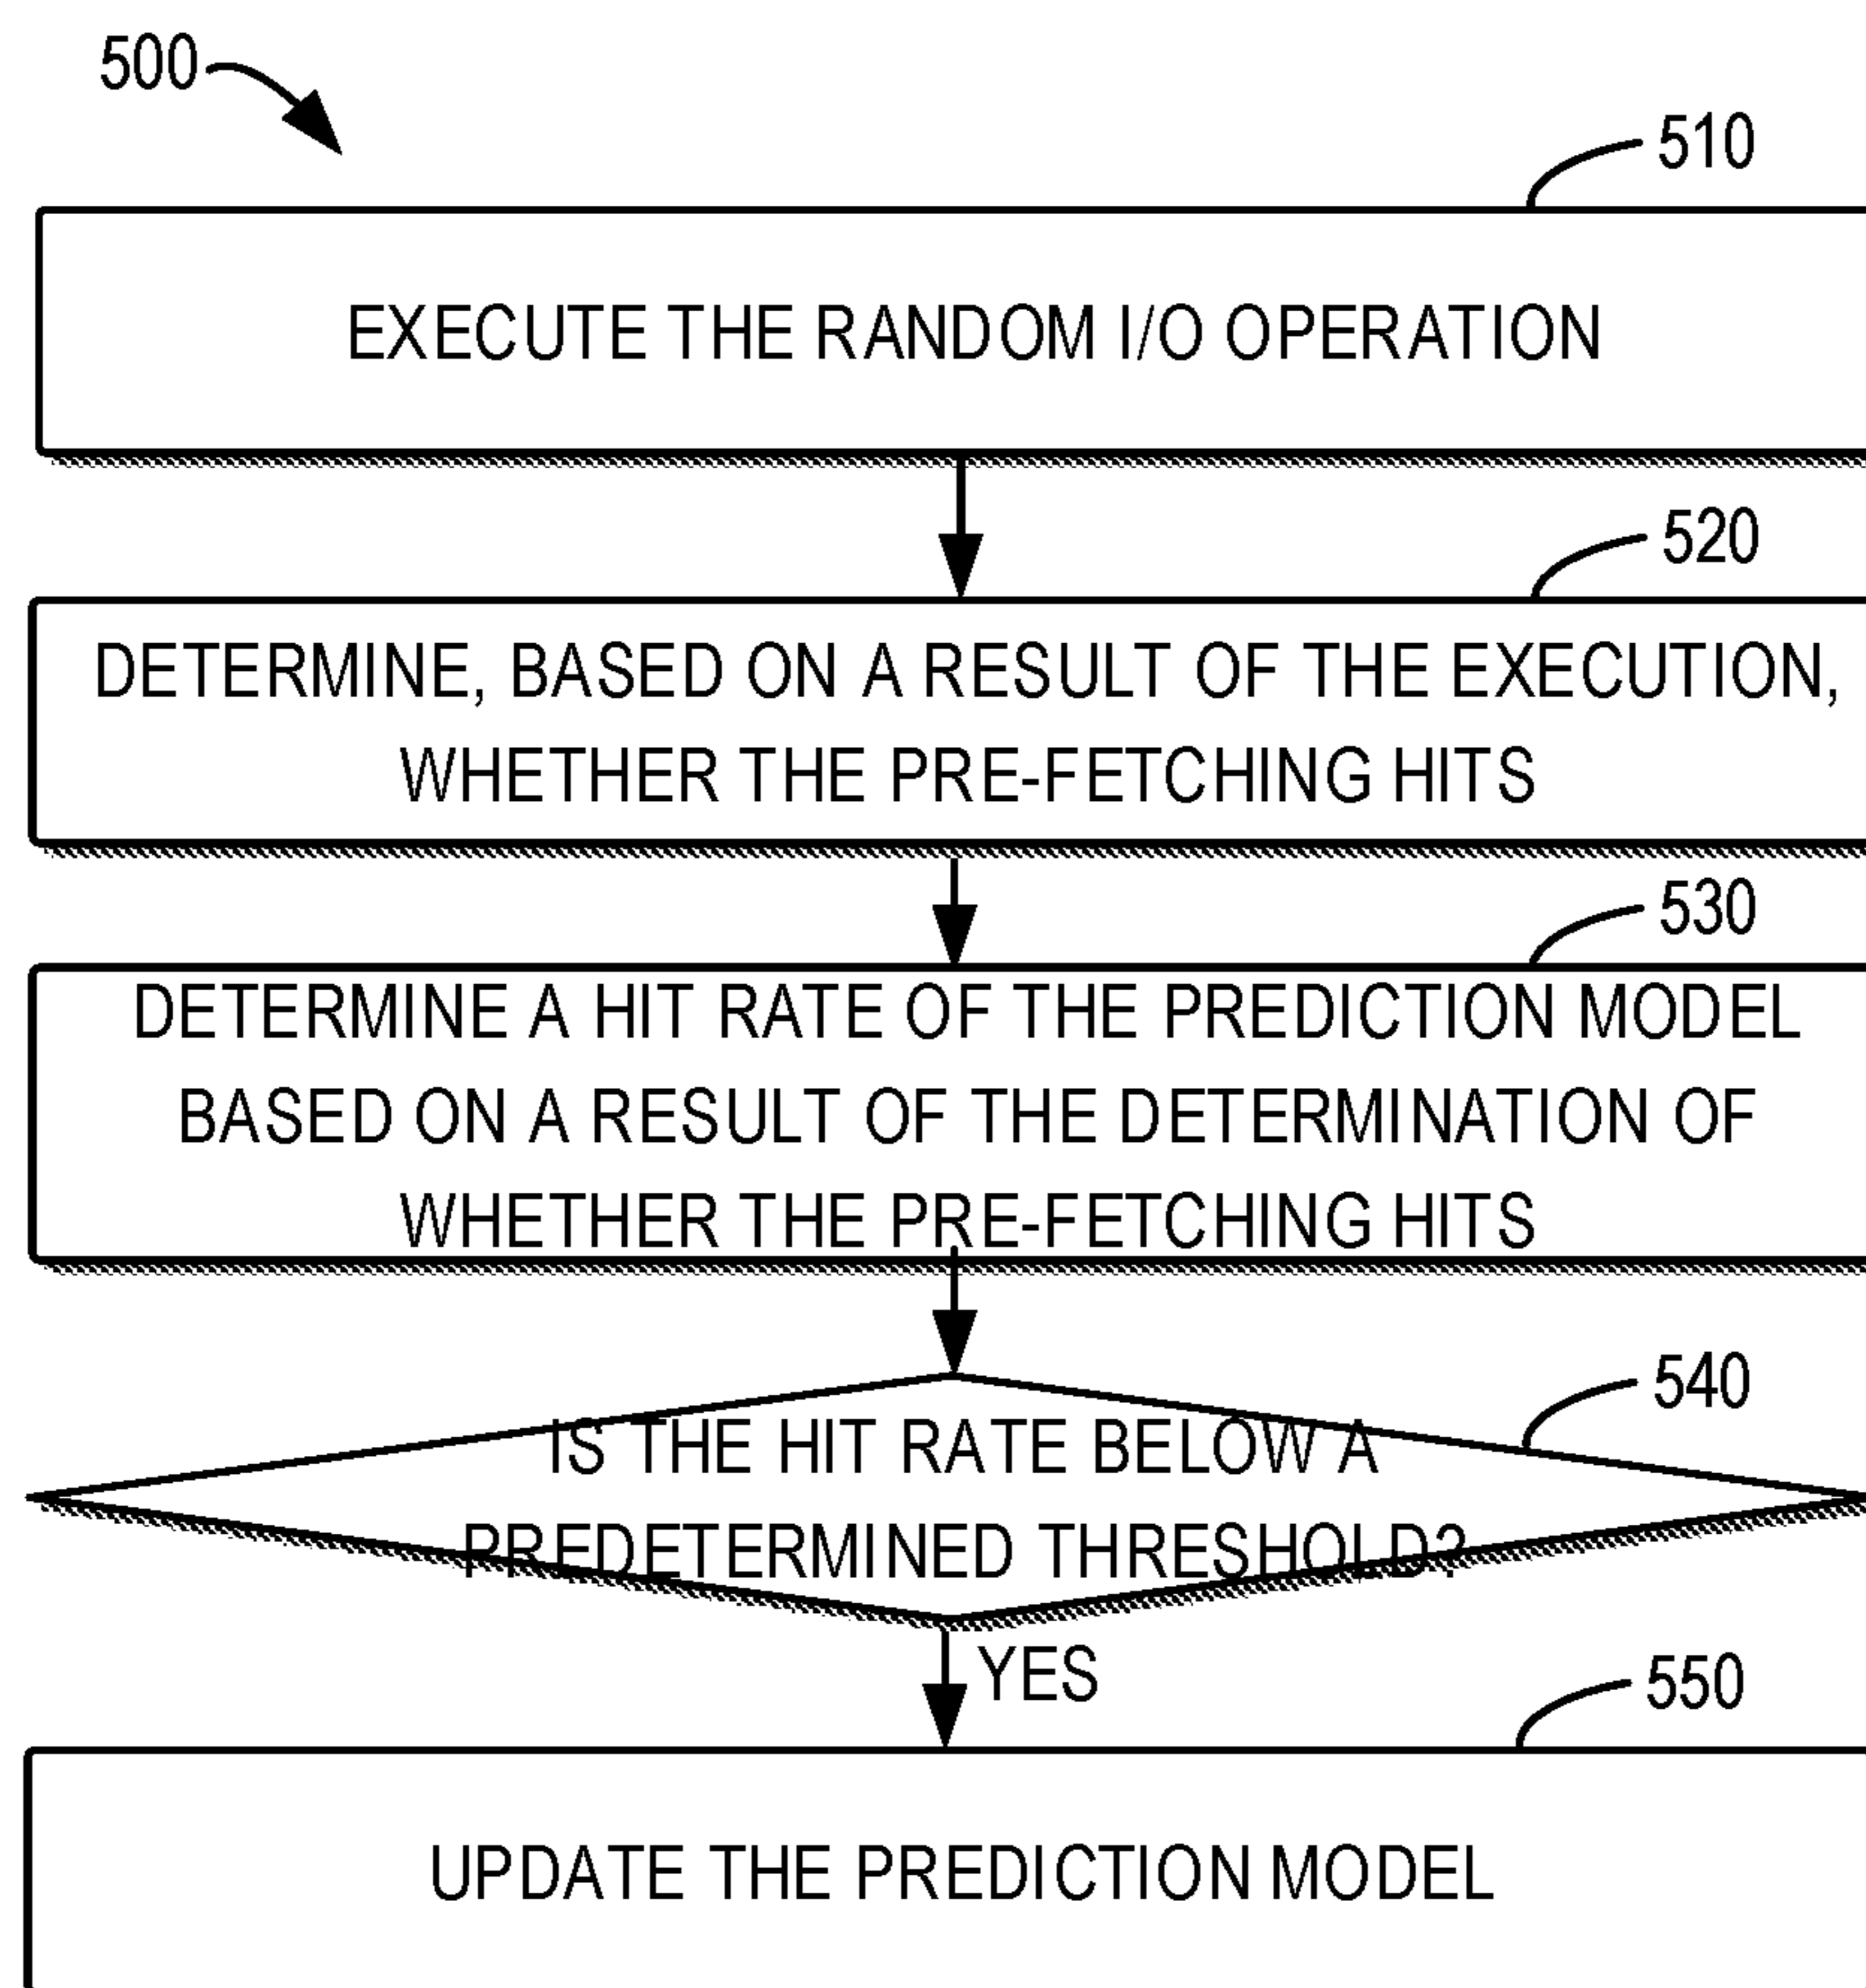 500
510
EXECUTE THE RANDOM I/O OPERATION
520
DETERMINE, BASED ON A RESULT OF THE EXECUTION,
WHETHER THE PRE-FETCHING HITS
530
DETERMINE A HIT RATE OF THE PREDICTION MODEL
BASED ON A RESULT OF THE DETERMINATION OF
WHETHER THE PRE-FETCHING HITS
540
IS THE HIT RATE BELOW A
PREDETERMINED THRESHOLD?
YES
550
UPDATE THE PREDICTION MODEL